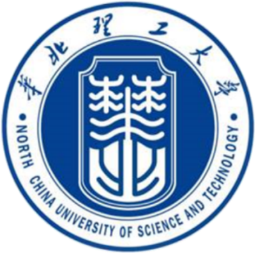 华北理工大学
• NORTH CHINA UNIVERSITY OF SCIENCE AND TECHNOLOGY •